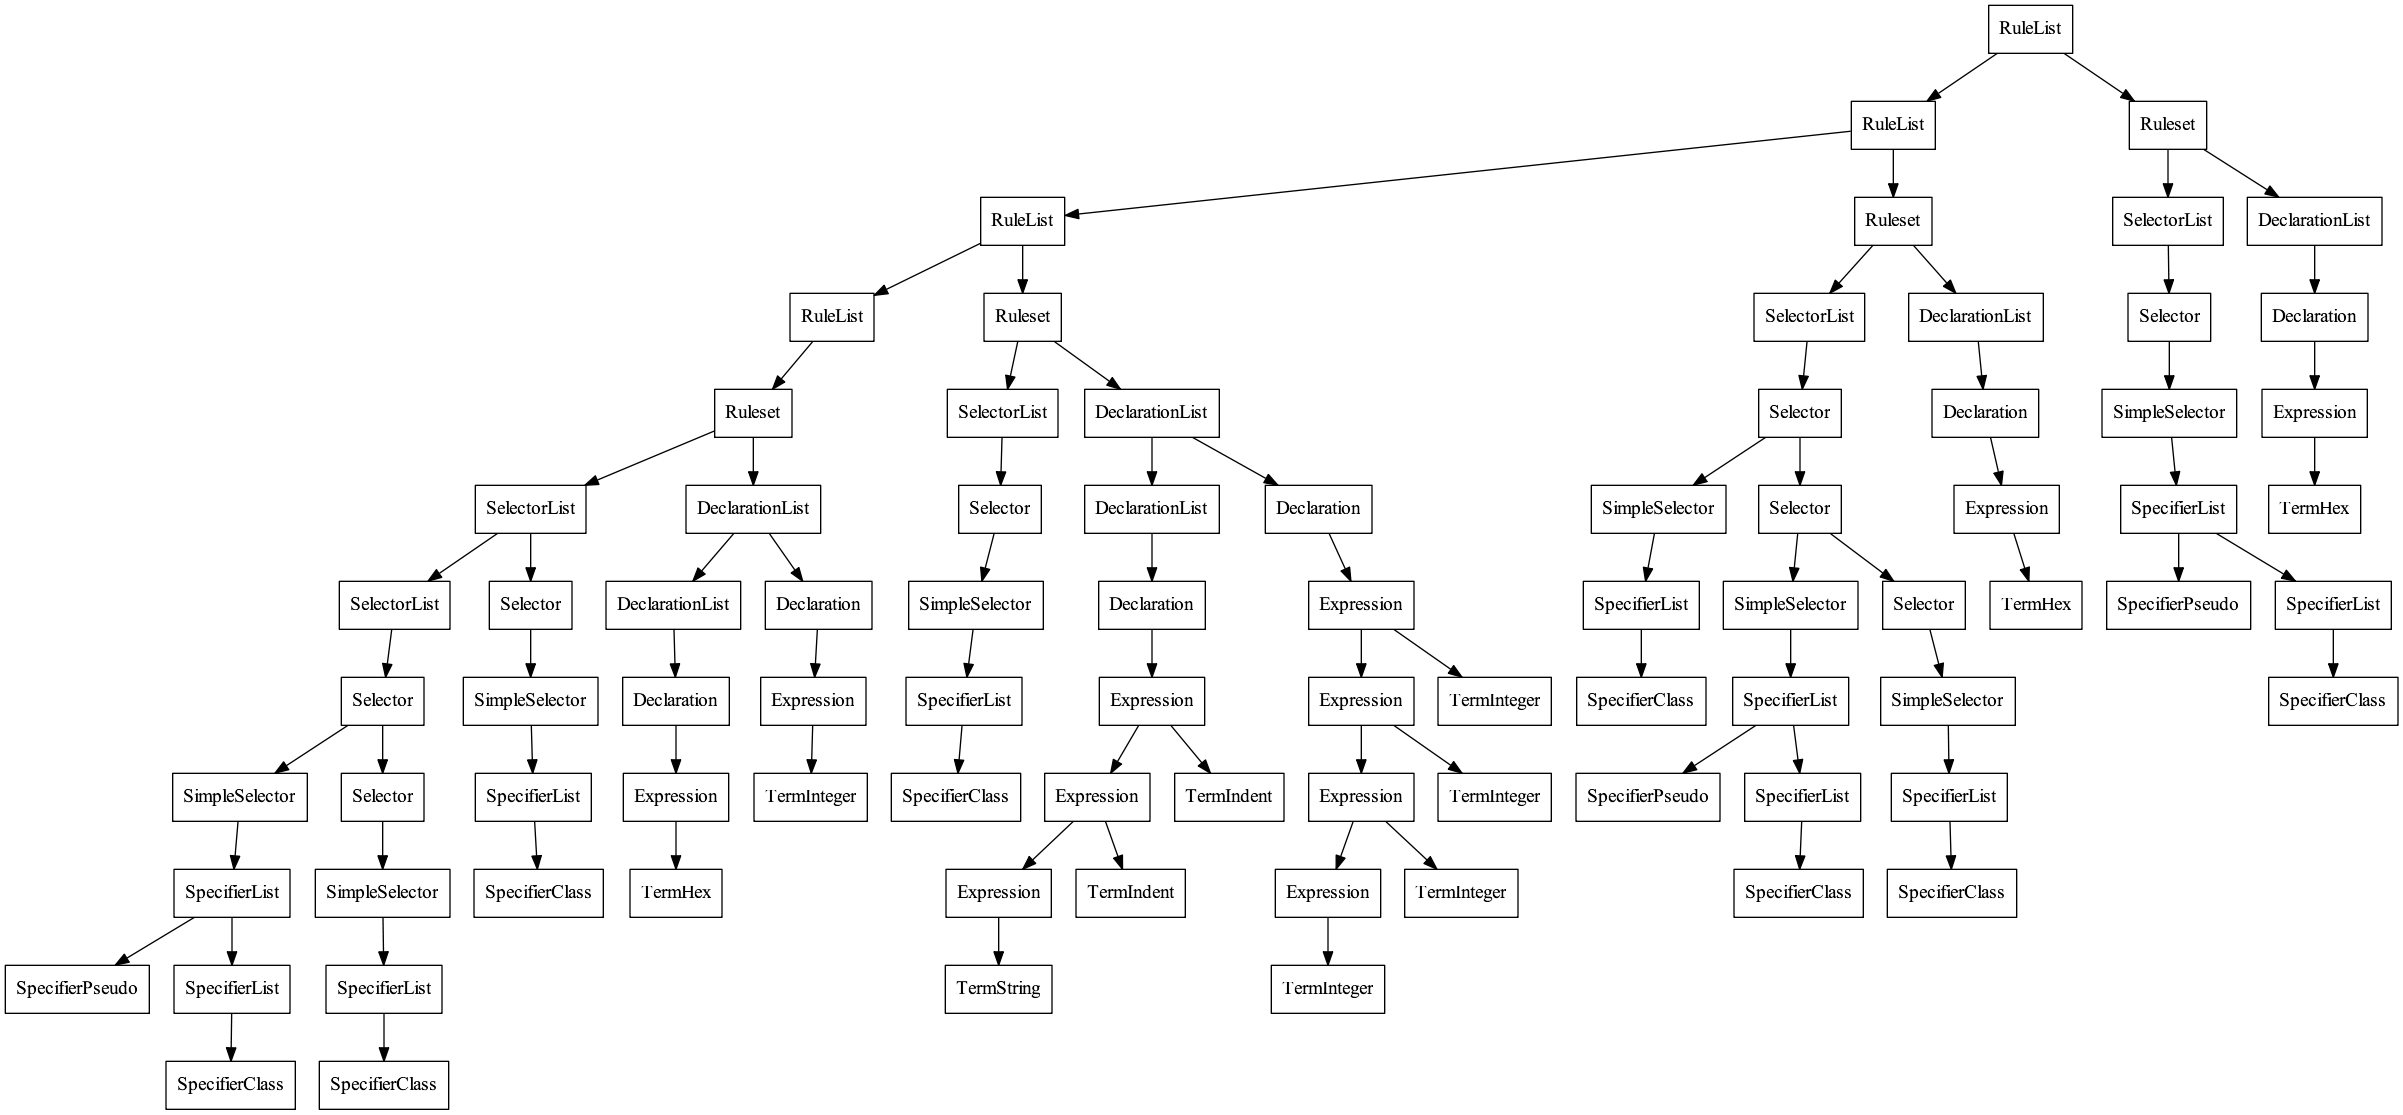 RuleList
RuleList
Ruleset
RuleList
Ruleset
SelectorList
DeclarationList
RuleList
Ruleset
SelectorList
DeclarationList
Selector
Declaration
Ruleset
SelectorList
DeclarationList
Selector
Declaration
SimpleSelector
Expression
SelectorList
DeclarationList
Selector
DeclarationList
Declaration
SimpleSelector
Selector
Expression
SpecifierList
TermHex
SelectorList
Selector
DeclarationList
Declaration
SimpleSelector
Declaration
Expression
SpecifierList
SimpleSelector
Selector
TermHex
SpecifierPseudo
SpecifierList
Selector
SimpleSelector
Declaration
Expression
SpecifierList
Expression
Expression
TermInteger
SpecifierClass
SpecifierList
SimpleSelector
SpecifierClass
SimpleSelector
Selector
SpecifierList
Expression
TermInteger
SpecifierClass
Expression
TermIndent
Expression
TermInteger
SpecifierPseudo
SpecifierList
SpecifierList
SpecifierList
SimpleSelector
SpecifierClass
TermHex
Expression
TermIndent
Expression
TermInteger
SpecifierClass
SpecifierClass
SpecifierPseudo
SpecifierList
SpecifierList
TermString
TermInteger
SpecifierClass
SpecifierClass